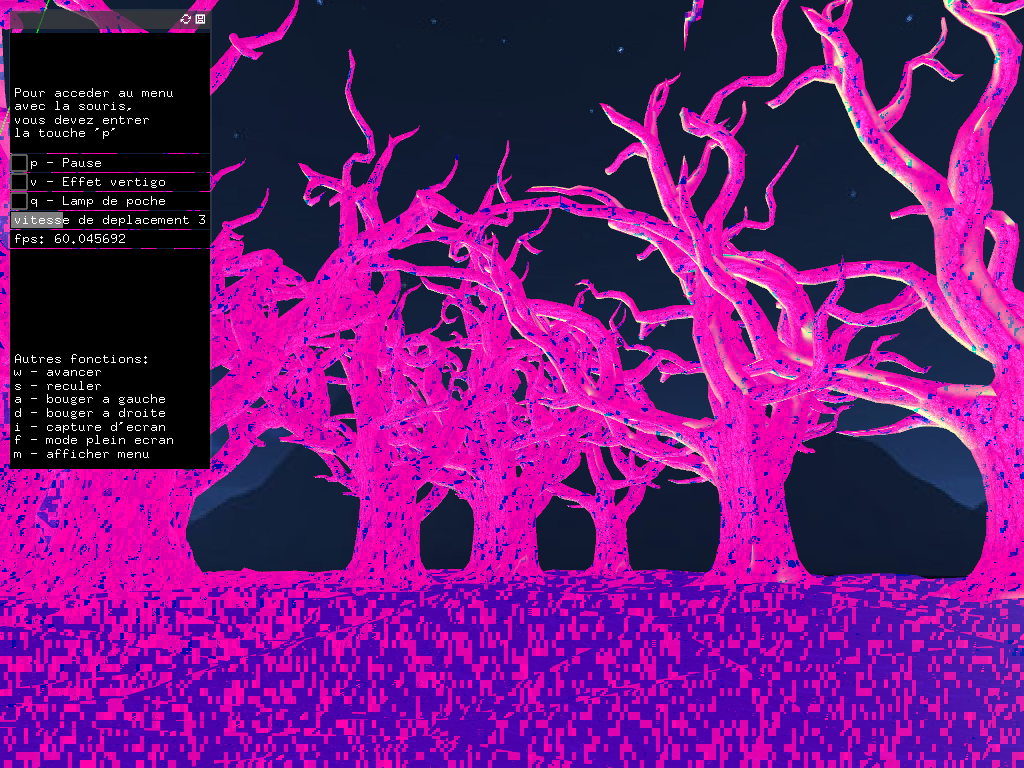 Pour acceder au menu
avec la souris,
vous devez entrer
la touche "p"
p - Pause
v - Effet vertigo
q - Lamp de poche
vitesse de deplacement 3
fps: 60.045692
Autres fonctions:
w - avancer
s - reculer
a - bouger a gauche
d - bouger a droite
i - capture d'ecran
f - mode plein ecran
m - afficher menu